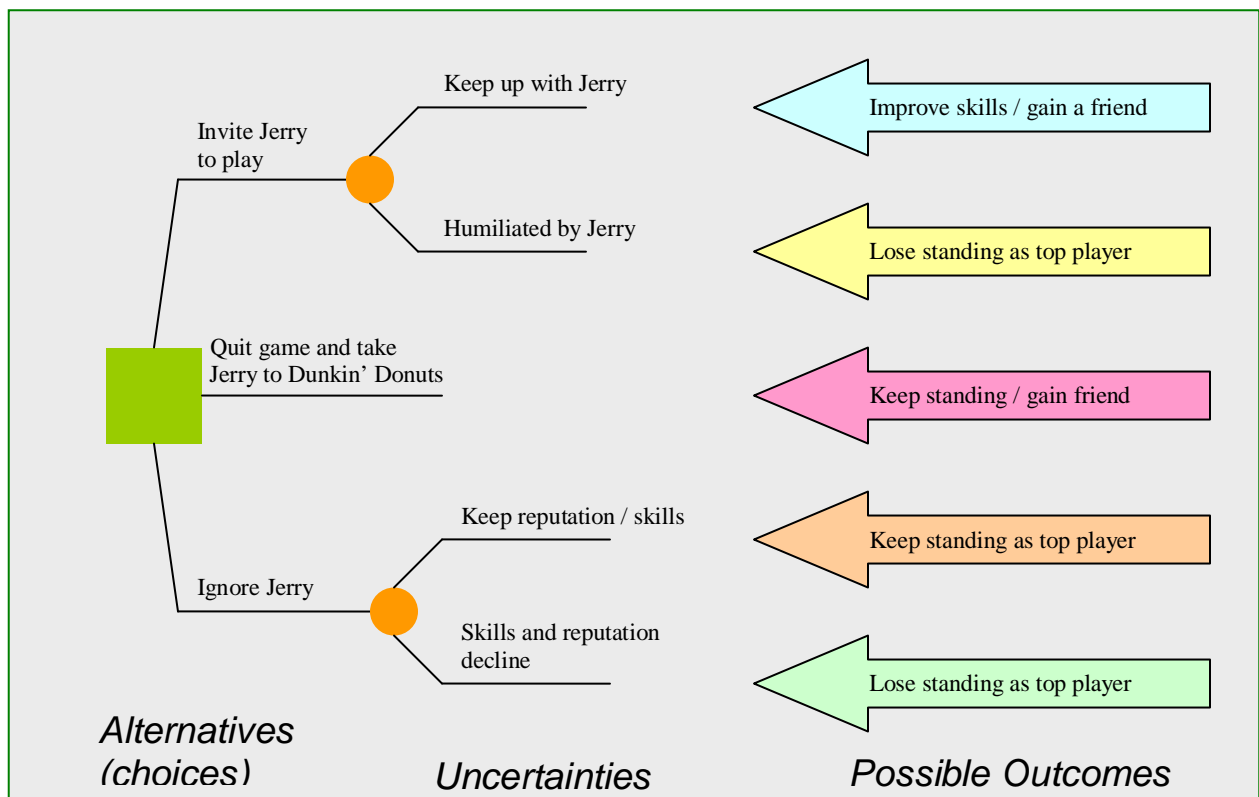 Keep up with Jerry
Improve skills / gain a friend
Invite Jerry
to play
Humiliated by Jerry
Lose standing as top player
Quit game and take
Jerry to Dunkin’ Donuts
Keep standing / gain friend
Keep reputation / skills
Keep standing as top player
Ignore Jerry
Skills and reputation
decline
Lose standing as top player
Alternatives
(choices)
Uncertainties
Possible Outcomes